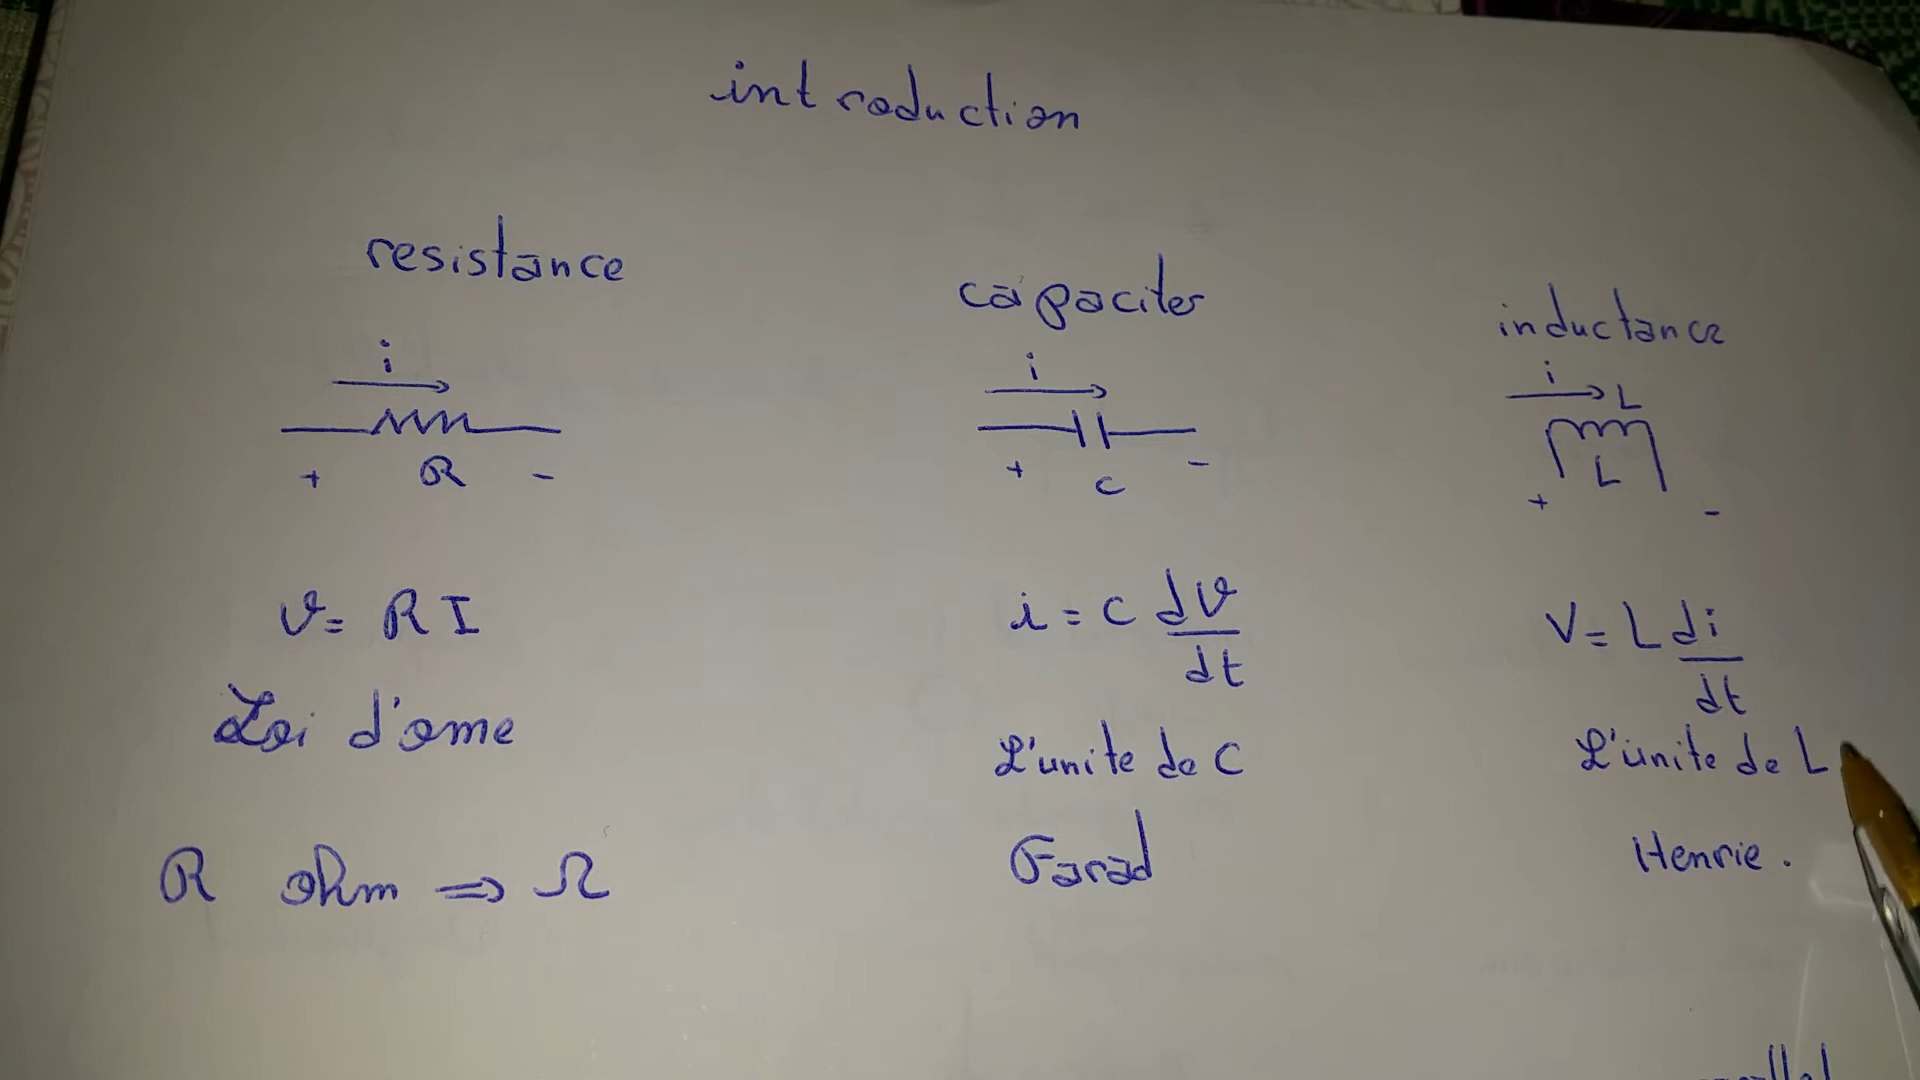 introduction
resistance
i
+ R -
v = R I
Loi d'ome
R ohm => Ω
capaciter
i
+ c -
i = c dv/dt
L'unite de C
Farad
inductance
i L
L
+ -
V = L di/dt
L'unite de L
Henrie.